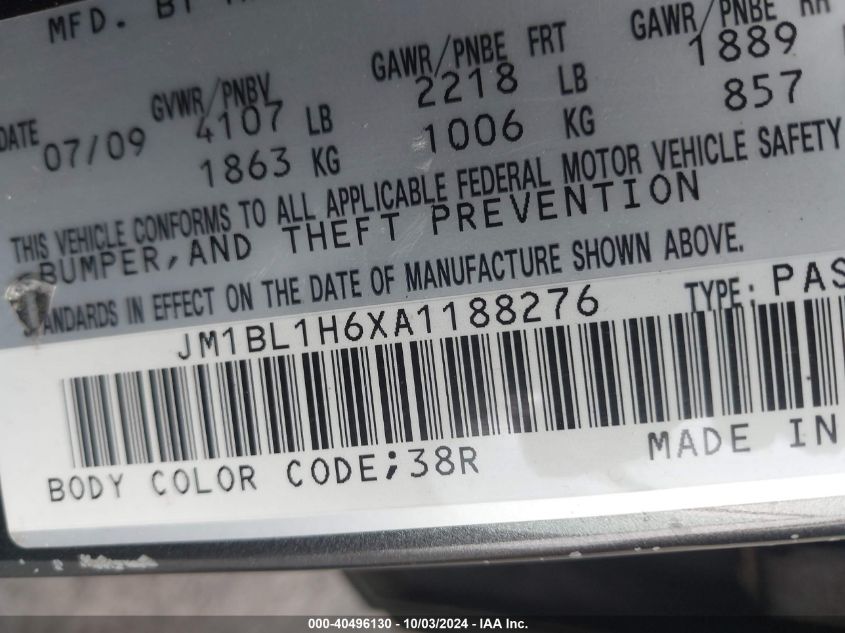 MFD. BY
DATE 07/09 GVWR/PNBV GAWR/PNBE FRT GAWR/PNBE RR
4107 LB 2218 LB 1889
1863 KG 1006 KG 857
THIS VEHICLE CONFORMS TO ALL APPLICABLE FEDERAL MOTOR VEHICLE SAFETY
BUMPER, AND THEFT PREVENTION
STANDARDS IN EFFECT ON THE DATE OF MANUFACTURE SHOWN ABOVE.
JM1BL1H6XA1188276 TYPE: PAS
BODY COLOR CODE;38R MADE IN
000-40496130 - 10/03/2024 - IAA Inc.